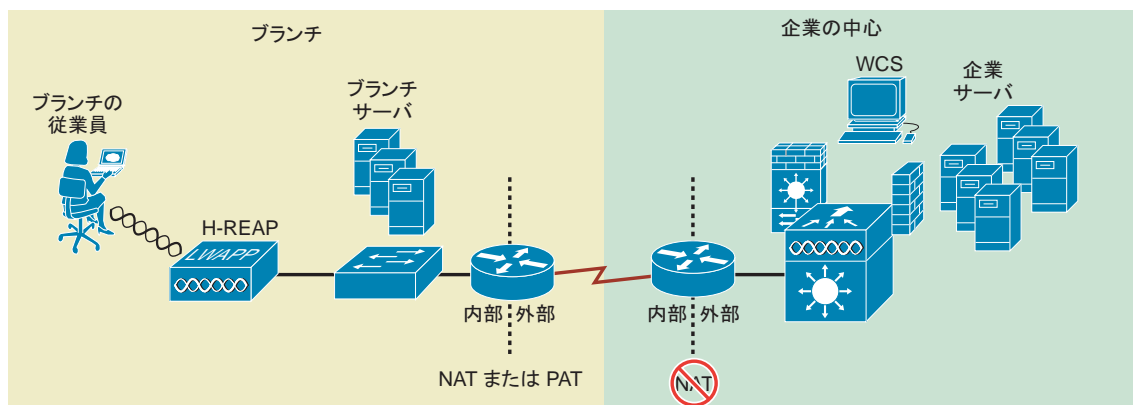 ブランチ
企業の中心
ブランチの
従業員
ブランチ
サーバ
WCS
企業
サーバ
H-REAP
LWAPP
内部 外部
内部 外部
NAT または PAT
NAT